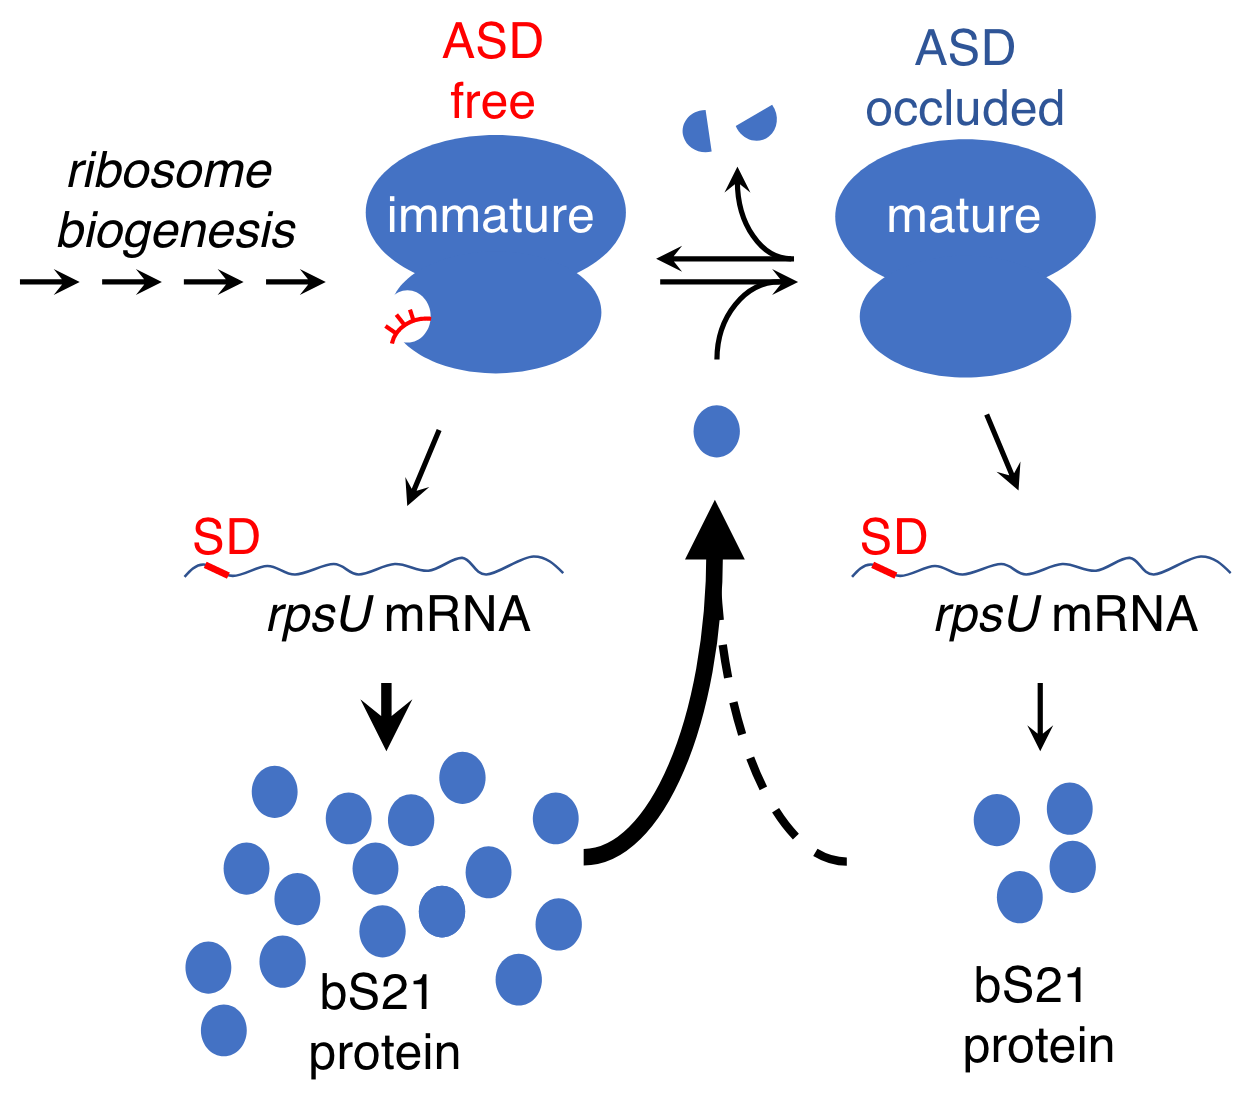 ASD
free
ASD
occluded
ribosome
biogenesis
immature
mature
SD
rpsU mRNA
SD
rpsU mRNA
bS21
protein
bS21
protein